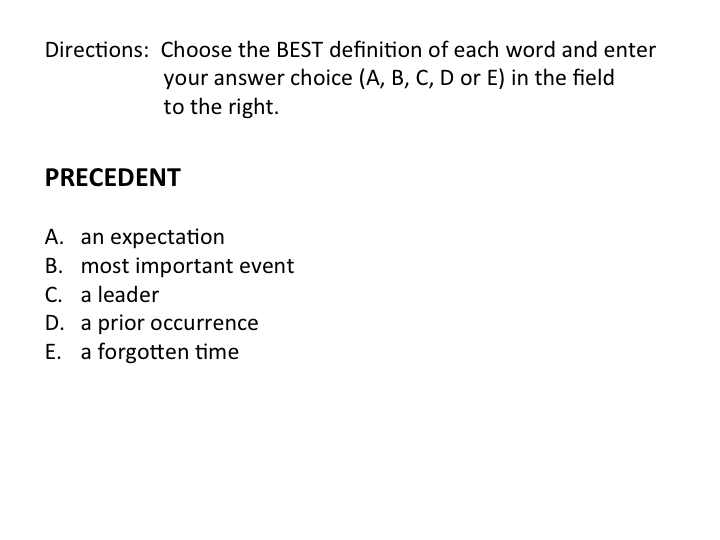 Directions: Choose the BEST definition of each word and enter
your answer choice (A, B, C, D or E) in the field
to the right.
PRECEDENT
A. an expectation
B. most important event
C. a leader
D. a prior occurrence
E. a forgotten time